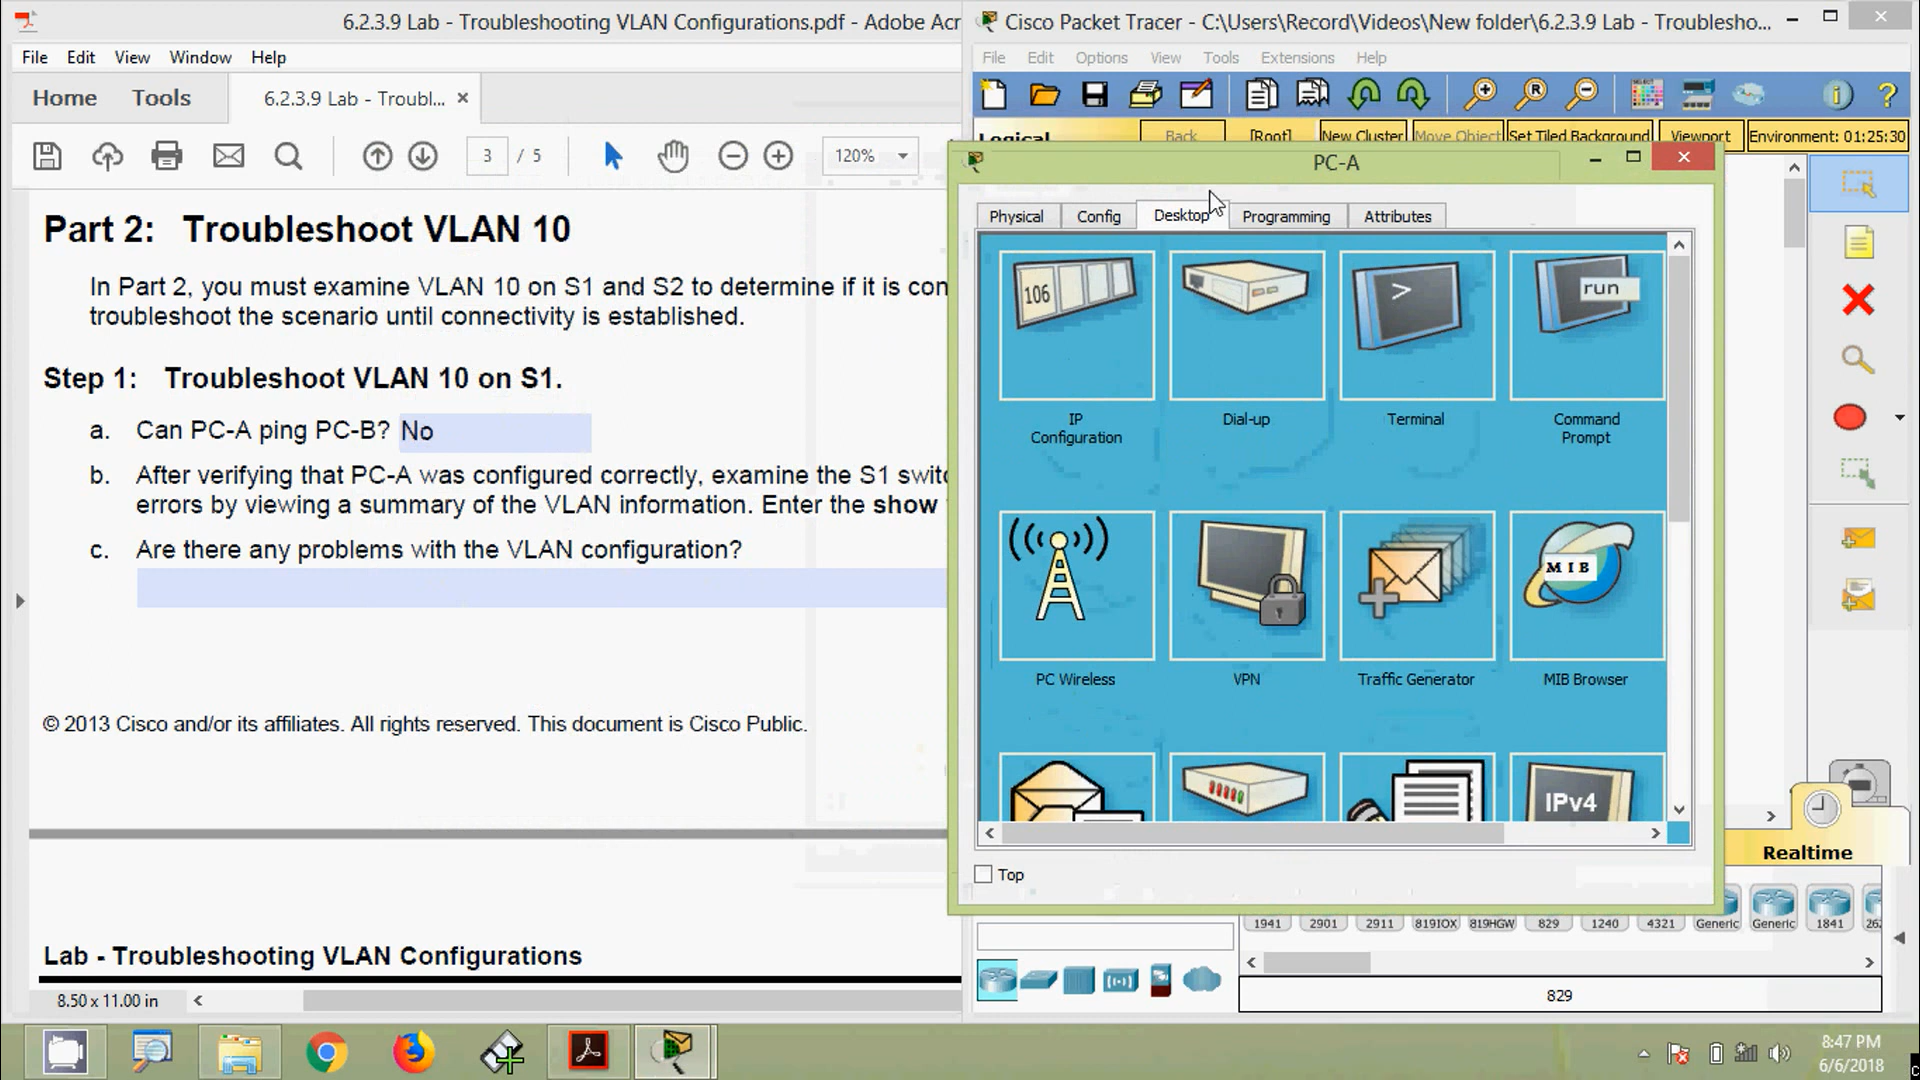 6.2.3.9 Lab - Troubleshooting VLAN Configurations.pdf - Adobe Acr
File Edit View Window Help
Home Tools 6.2.3.9 Lab - Troubl... ×
3 / 5 120%
Part 2: Troubleshoot VLAN 10
In Part 2, you must examine VLAN 10 on S1 and S2 to determine if it is con
troubleshoot the scenario until connectivity is established.
Step 1: Troubleshoot VLAN 10 on S1.
a. Can PC-A ping PC-B? No
b. After verifying that PC-A was configured correctly, examine the S1 switc
errors by viewing a summary of the VLAN information. Enter the show
c. Are there any problems with the VLAN configuration?
© 2013 Cisco and/or its affiliates. All rights reserved. This document is Cisco Public.
Lab - Troubleshooting VLAN Configurations
8.50 x 11.00 in
Cisco Packet Tracer - C:\Users\Record\Videos\New folder\6.2.3.9 Lab - Troublesho...
File Edit Options View Tools Extensions Help
Logical Back [Root] New Cluster Move Object Set Tiled Background Viewport Environment: 01:25:30
PC-A
Physical Config Desktop Programming Attributes
106 > run
IP Configuration Dial-up Terminal Command Prompt
MIB
PC Wireless VPN Traffic Generator MIB Browser
IPv4
Top
Realtime
1941 2901 2911 819IOX 819HGW 829 1240 4321 Generic Generic 1841 262
829
8:47 PM
6/6/2018